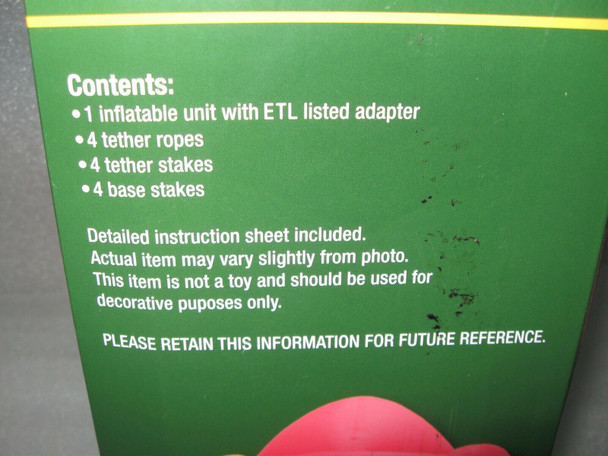 Contents:
•1 inflatable unit with ETL listed adapter
•4 tether ropes
•4 tether stakes
•4 base stakes
Detailed instruction sheet included.
Actual item may vary slightly from photo.
This item is not a toy and should be used for
decorative puposes only.
PLEASE RETAIN THIS INFORMATION FOR FUTURE REFERENCE.